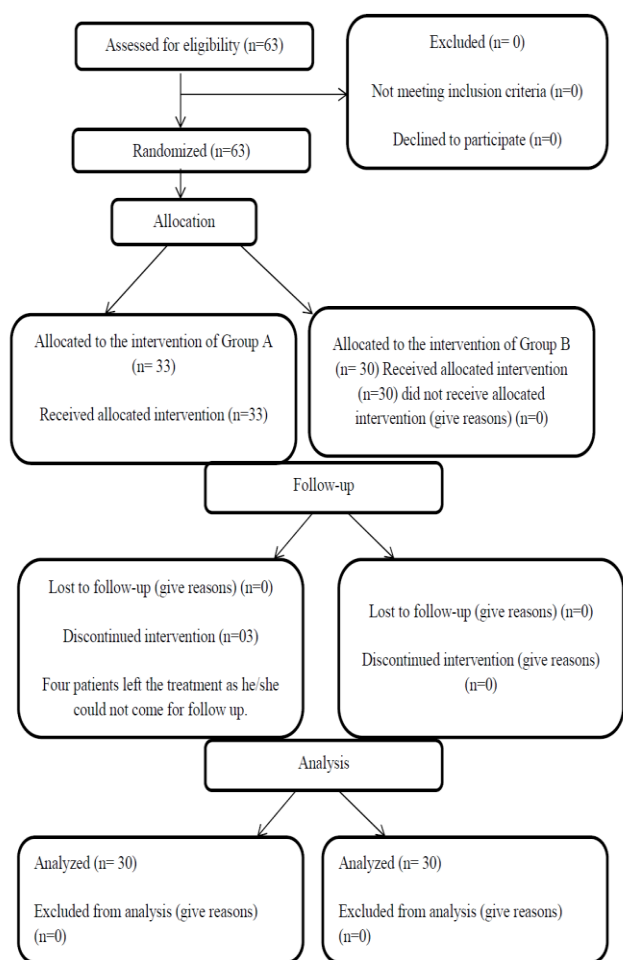 Assessed for eligibility (n=63)
Excluded (n= 0)
Not meeting inclusion criteria (n=0)
Declined to participate (n=0)
Randomized (n=63)
Allocation
Allocated to the intervention of Group A
(n= 33)
Received allocated intervention (n=33)
Allocated to the intervention of Group B
(n= 30) Received allocated intervention
(n=30) did not receive allocated
intervention (give reasons) (n=0)
Follow-up
Lost to follow-up (give reasons) (n=0)
Discontinued intervention (n=03)
Four patients left the treatment as he/she
could not come for follow up.
Lost to follow-up (give reasons) (n=0)
Discontinued intervention (give reasons)
(n=0)
Analysis
Analyzed (n= 30)
Excluded from analysis (give reasons)
(n=0)
Analyzed (n= 30)
Excluded from analysis (give reasons)
(n=0)